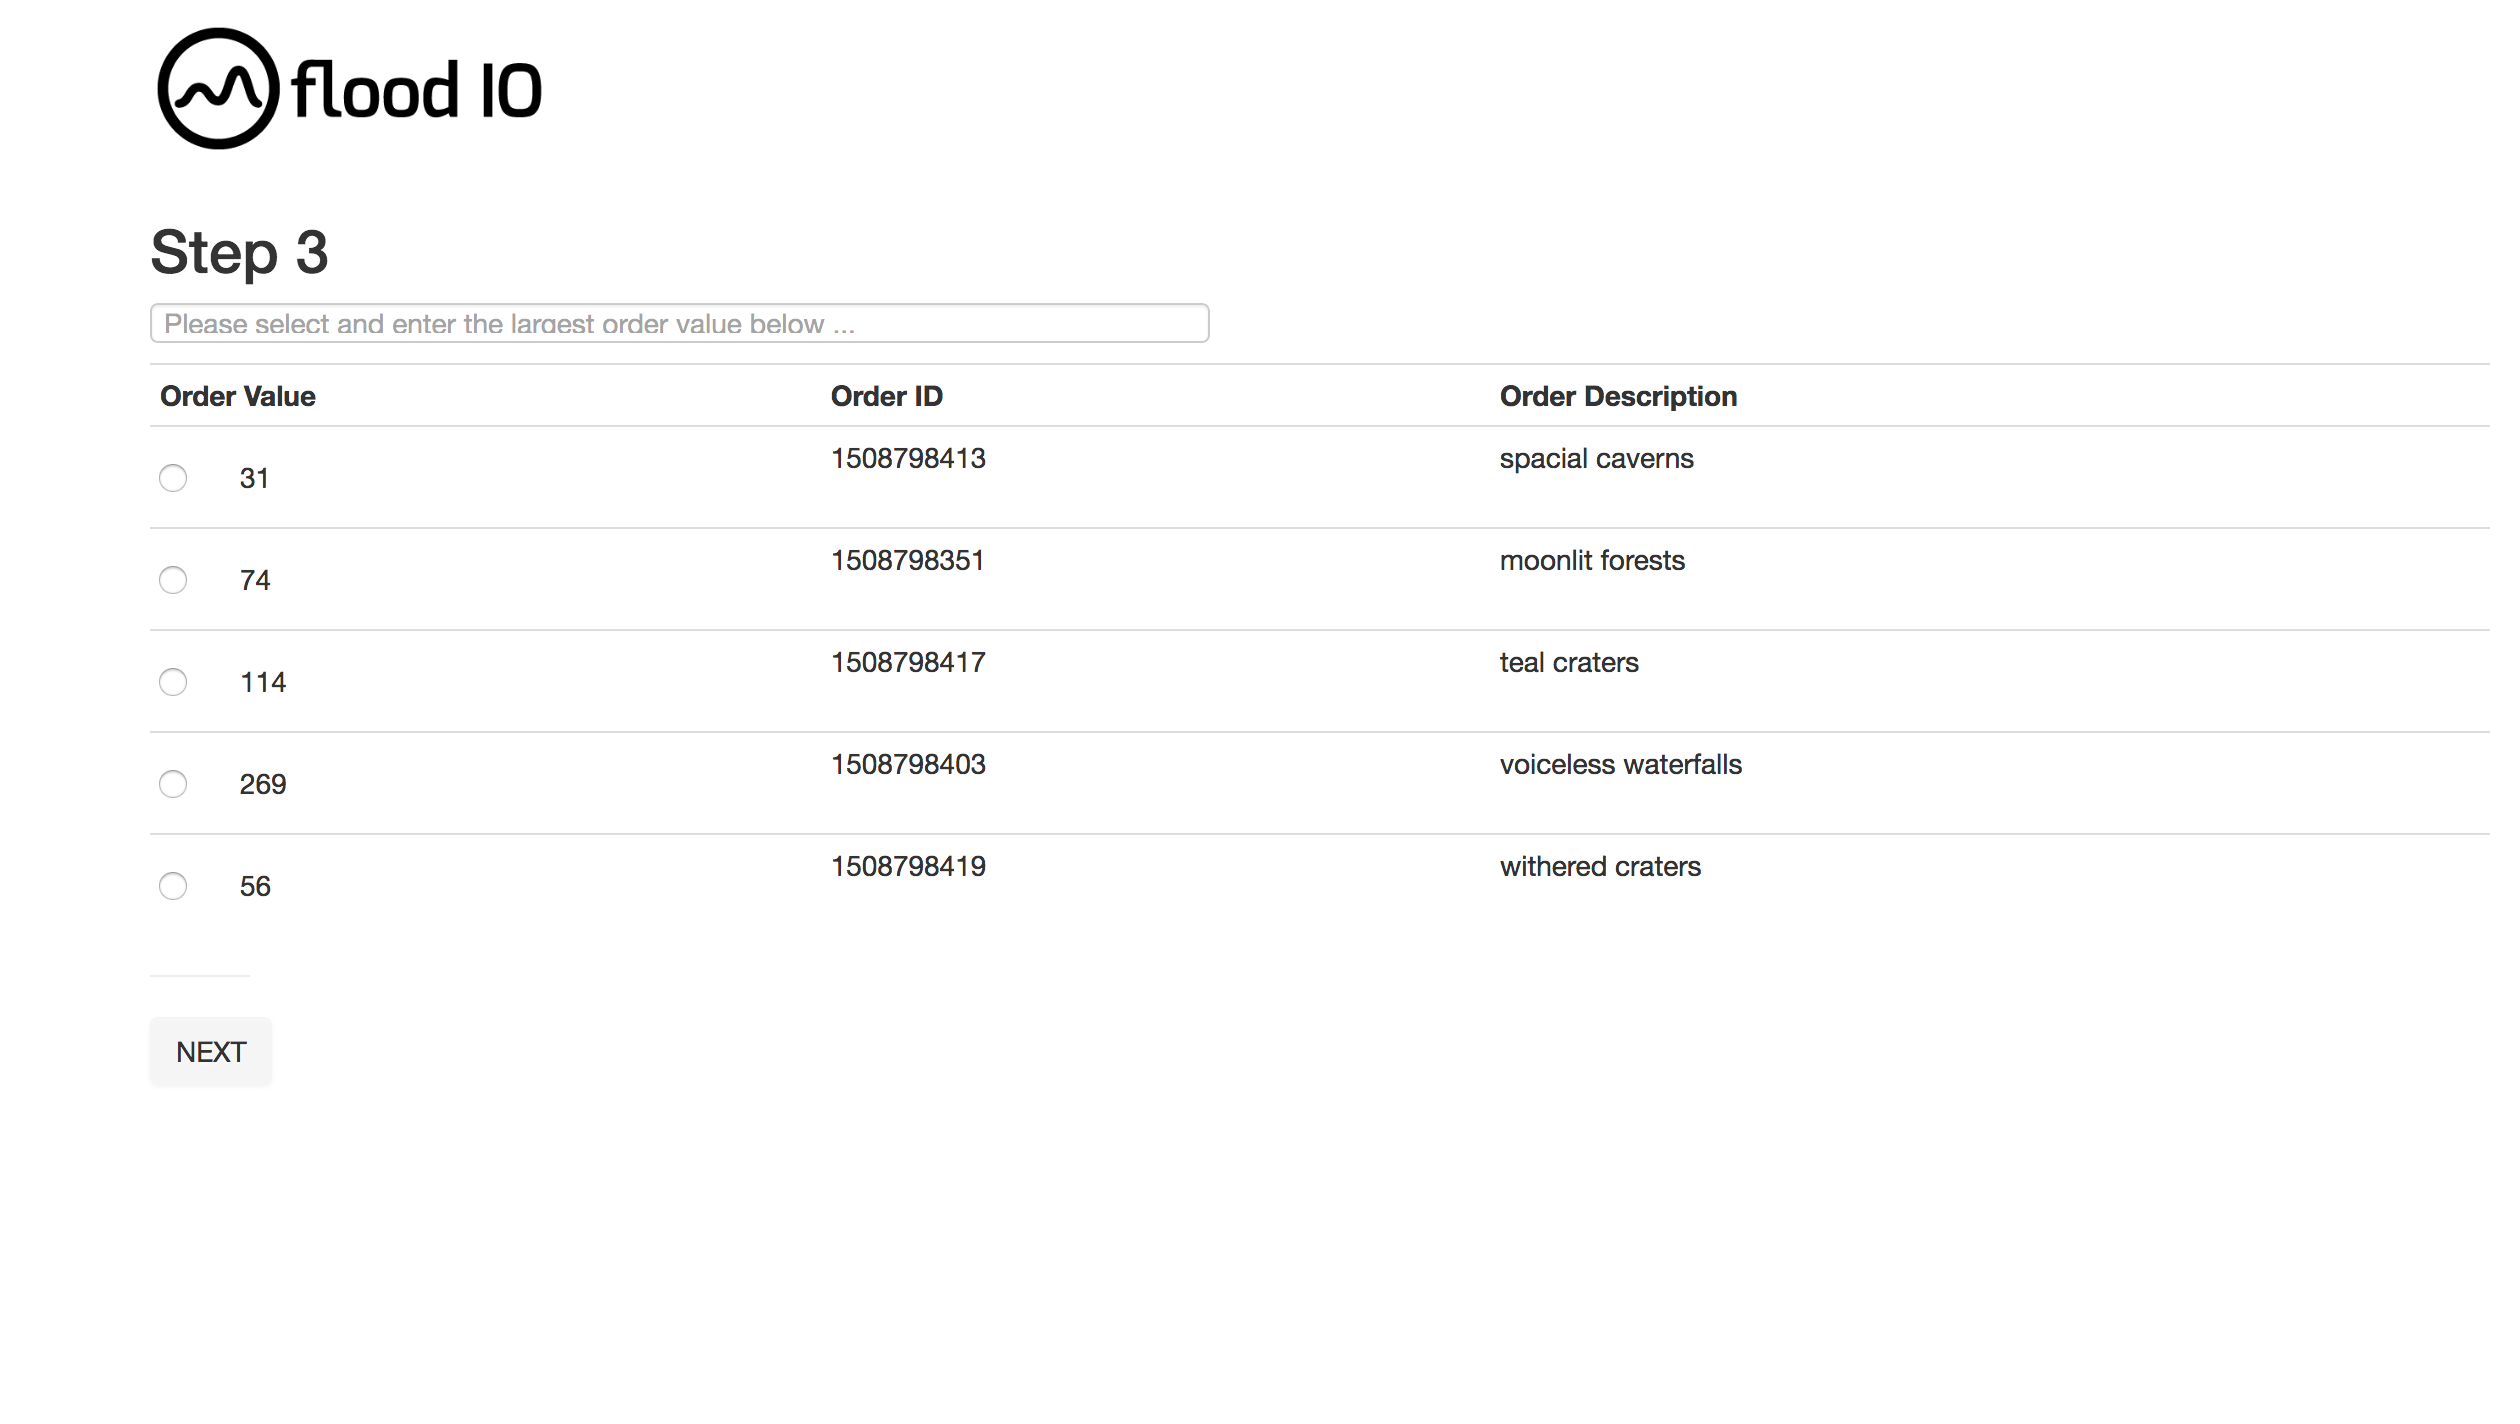 flood IO
Step 3
Please select and enter the largest order value below ...
Order Value Order ID Order Description
31 1508798413 spacial caverns
74 1508798351 moonlit forests
114 1508798417 teal craters
269 1508798403 voiceless waterfalls
56 1508798419 withered craters
NEXT